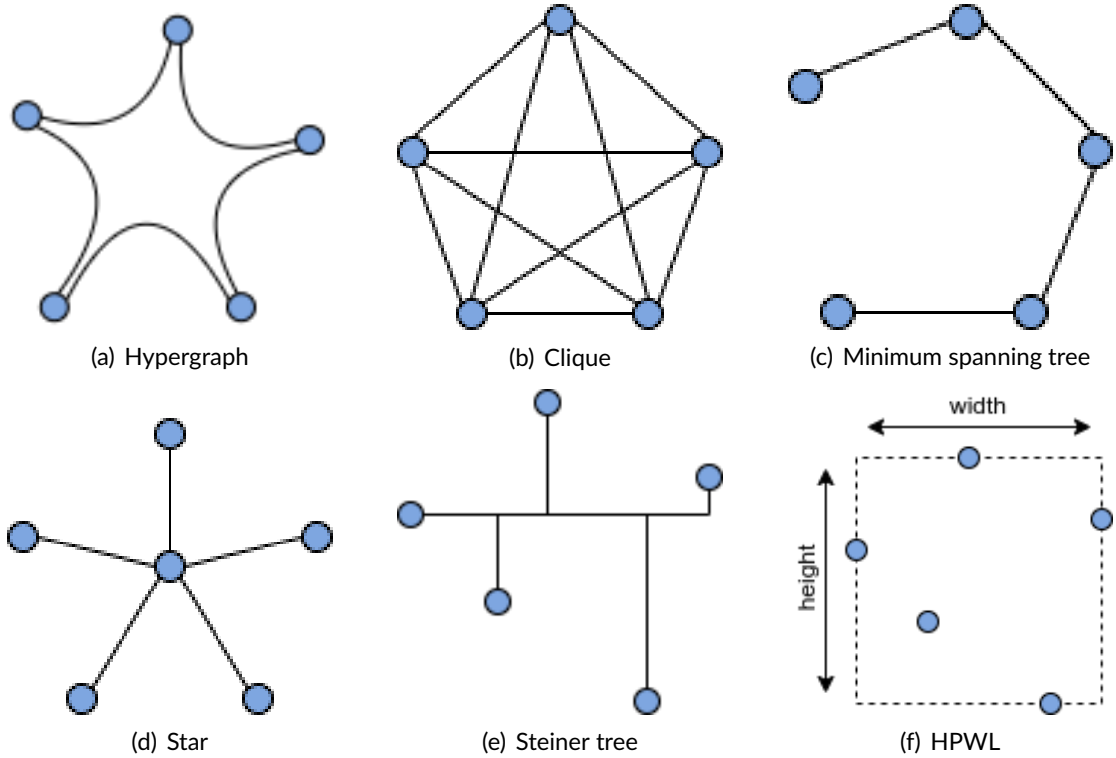 (a) Hypergraph
(b) Clique
(c) Minimum spanning tree
width
height
(d) Star
(e) Steiner tree
(f) HPWL